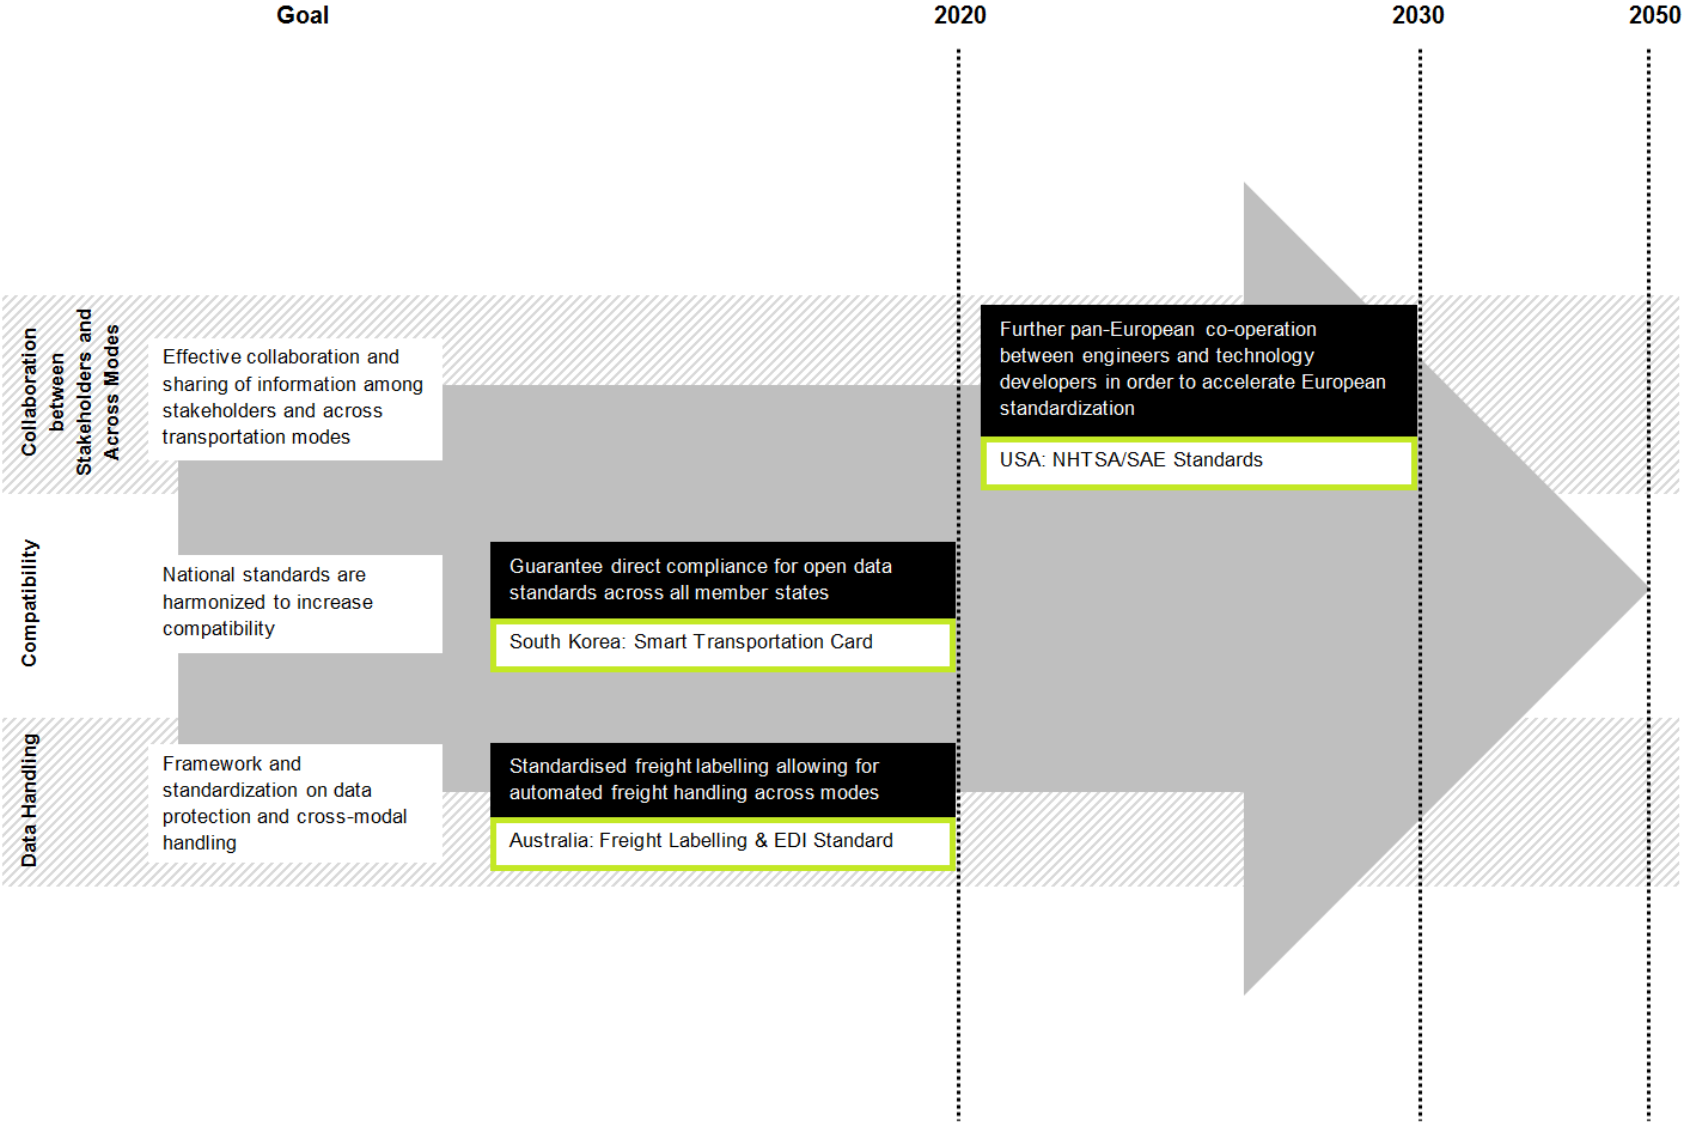 Goal
2020
2030
2050
Collaboration
between
Stakeholders and
Across Modes
Effective collaboration and
sharing of information among
stakeholders and across
transportation modes
Further pan-European co-operation
between engineers and technology
developers in order to accelerate European
standardization
USA: NHTSA/SAE Standards
Compatibility
National standards are
harmonized to increase
compatibility
Guarantee direct compliance for open data
standards across all member states
South Korea: Smart Transportation Card
Data Handling
Framework and
standardization on data
protection and cross-modal
handling
Standardised freight labelling allowing for
automated freight handling across modes
Australia: Freight Labelling & EDI Standard